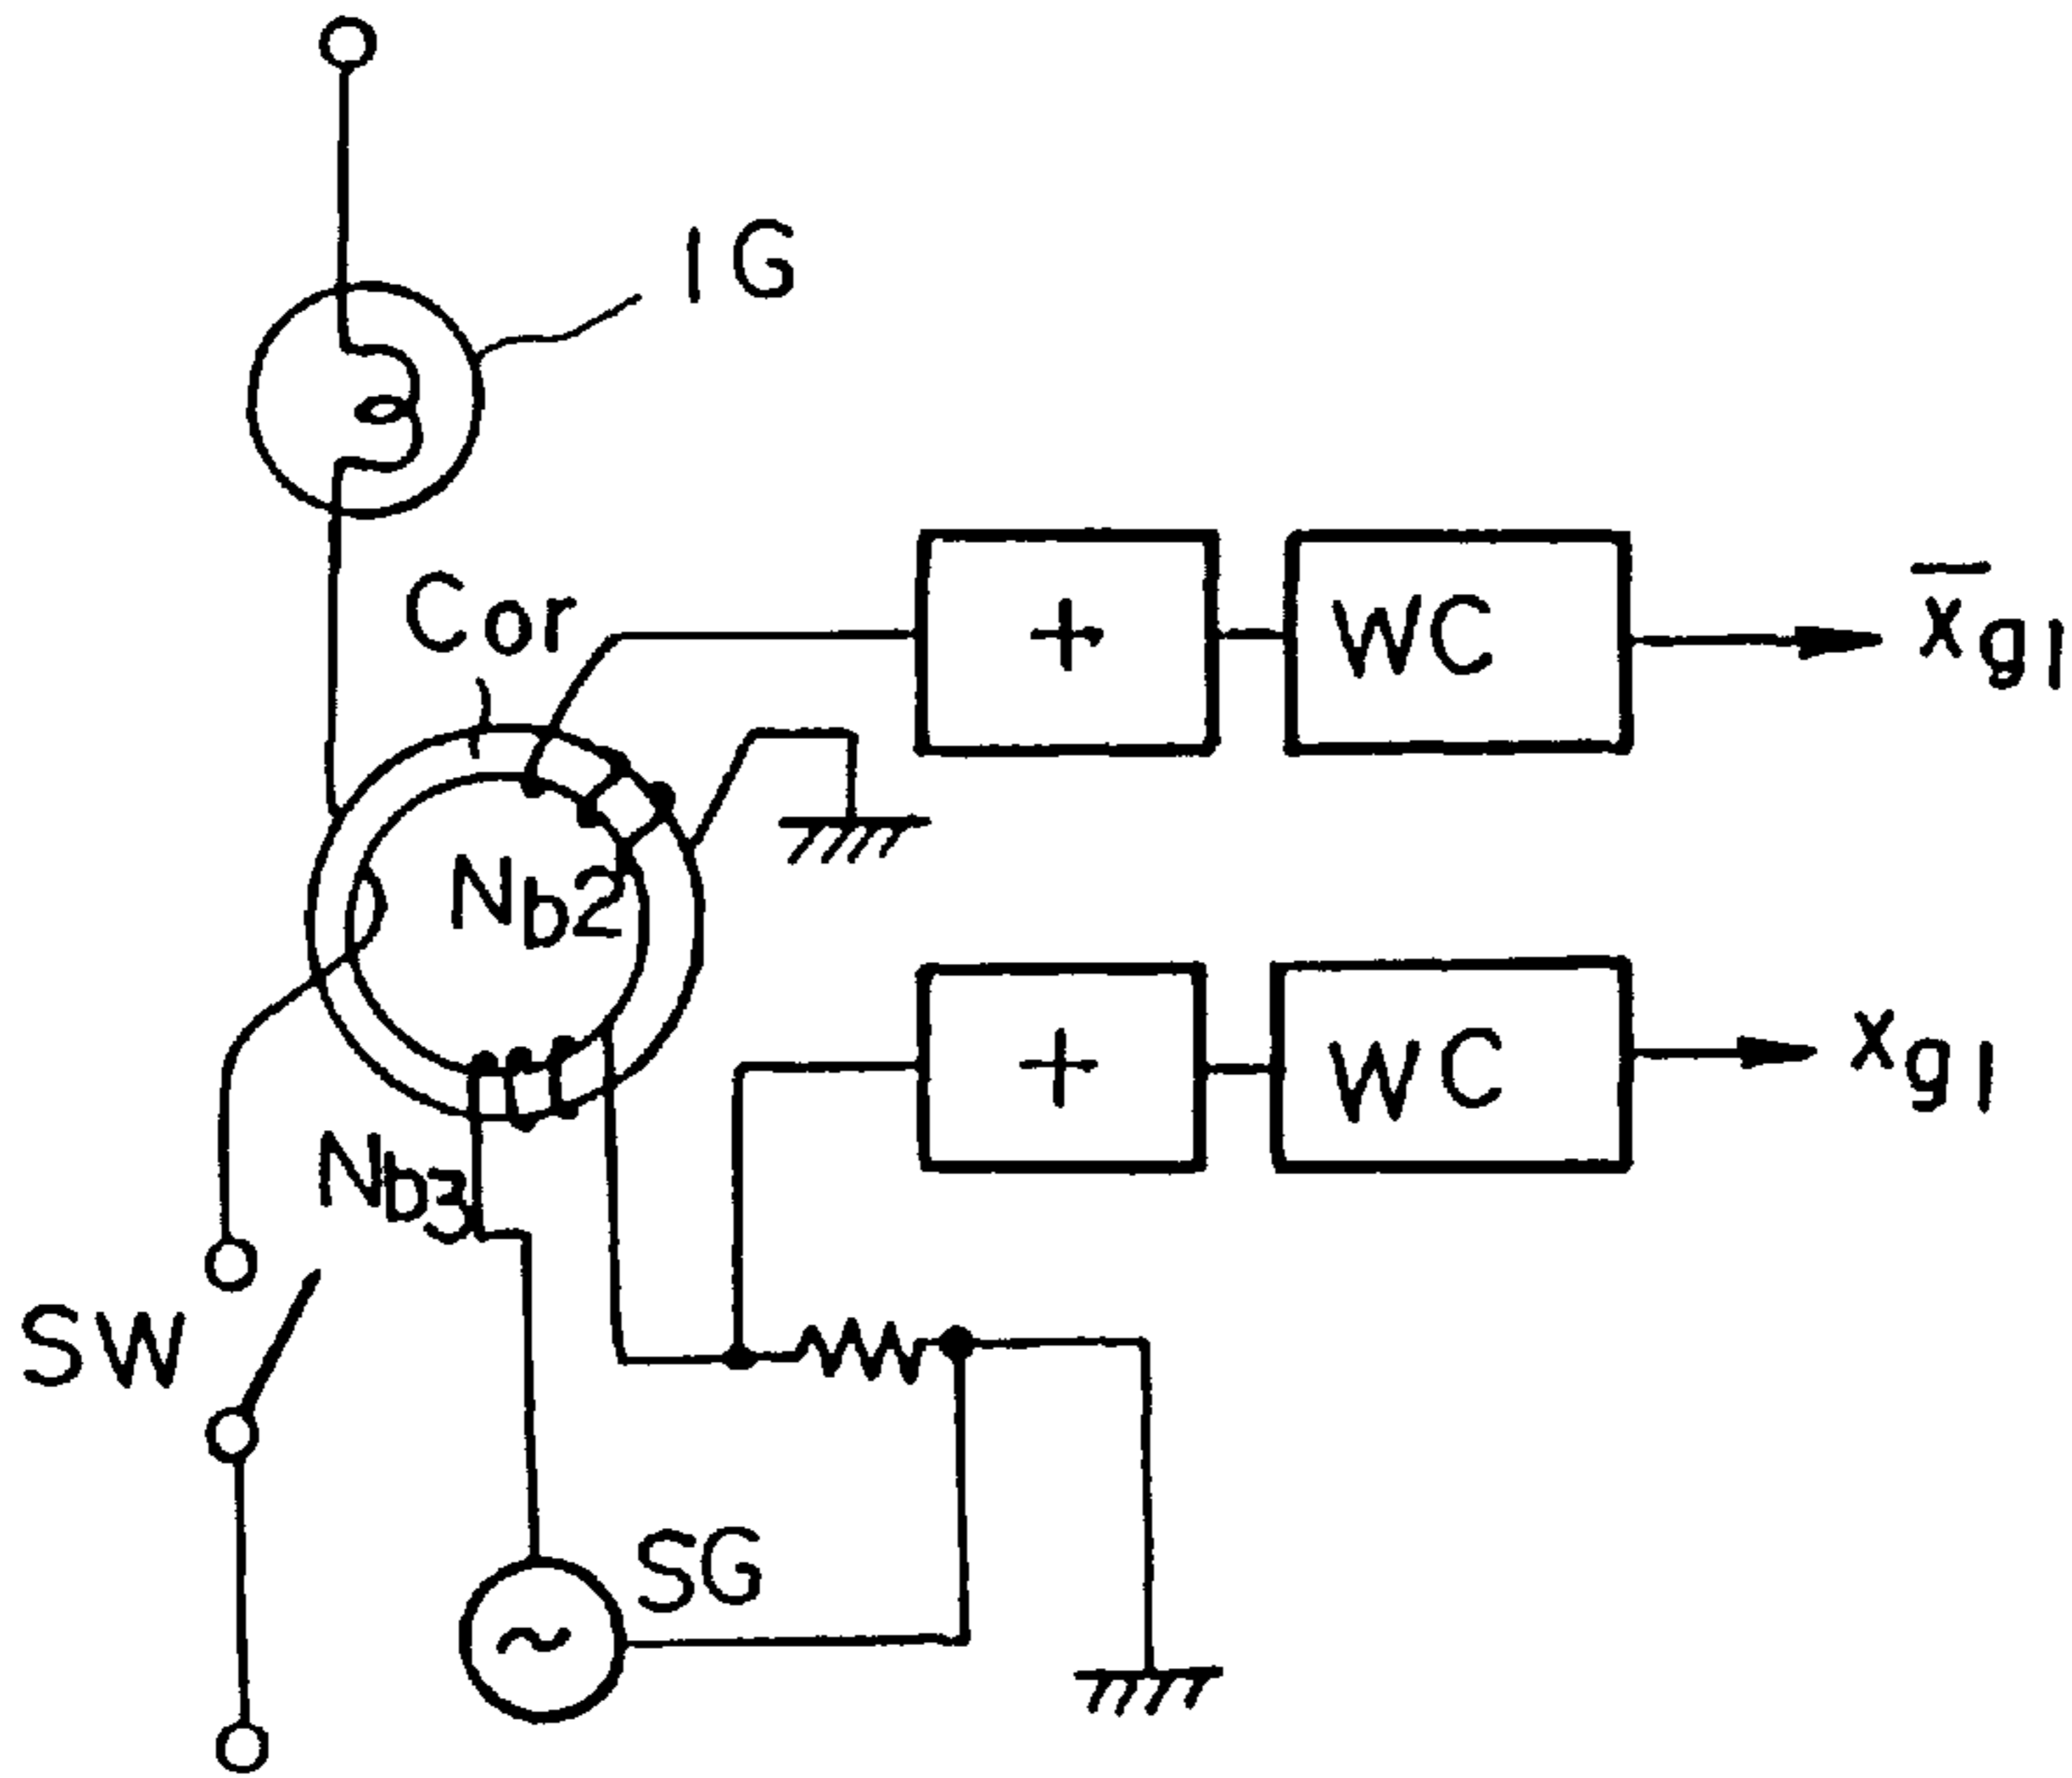 IG
Cor
+
WC
x̄g1
Nb2
+
WC
xg1
Nb3
SW
SG
~